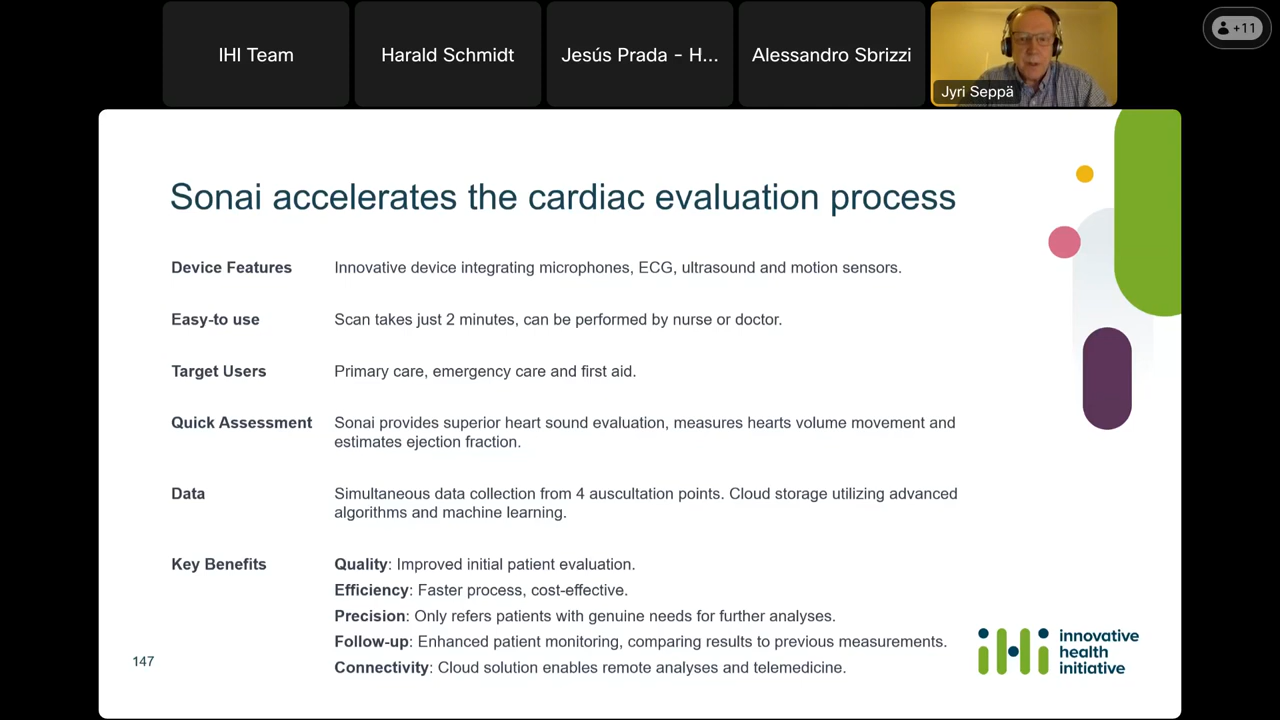 IHI Team
Harald Schmidt
Jesús Prada - H...
Alessandro Sbrizzi
Jyri Seppä
+11
Sonai accelerates the cardiac evaluation process
Device Features
Innovative device integrating microphones, ECG, ultrasound and motion sensors.
Easy-to use
Scan takes just 2 minutes, can be performed by nurse or doctor.
Target Users
Primary care, emergency care and first aid.
Quick Assessment
Sonai provides superior heart sound evaluation, measures hearts volume movement and
estimates ejection fraction.
Data
Simultaneous data collection from 4 auscultation points. Cloud storage utilizing advanced
algorithms and machine learning.
Key Benefits
Quality: Improved initial patient evaluation.
Efficiency: Faster process, cost-effective.
Precision: Only refers patients with genuine needs for further analyses.
Follow-up: Enhanced patient monitoring, comparing results to previous measurements.
Connectivity: Cloud solution enables remote analyses and telemedicine.
147
iHi
innovative
health
initiative